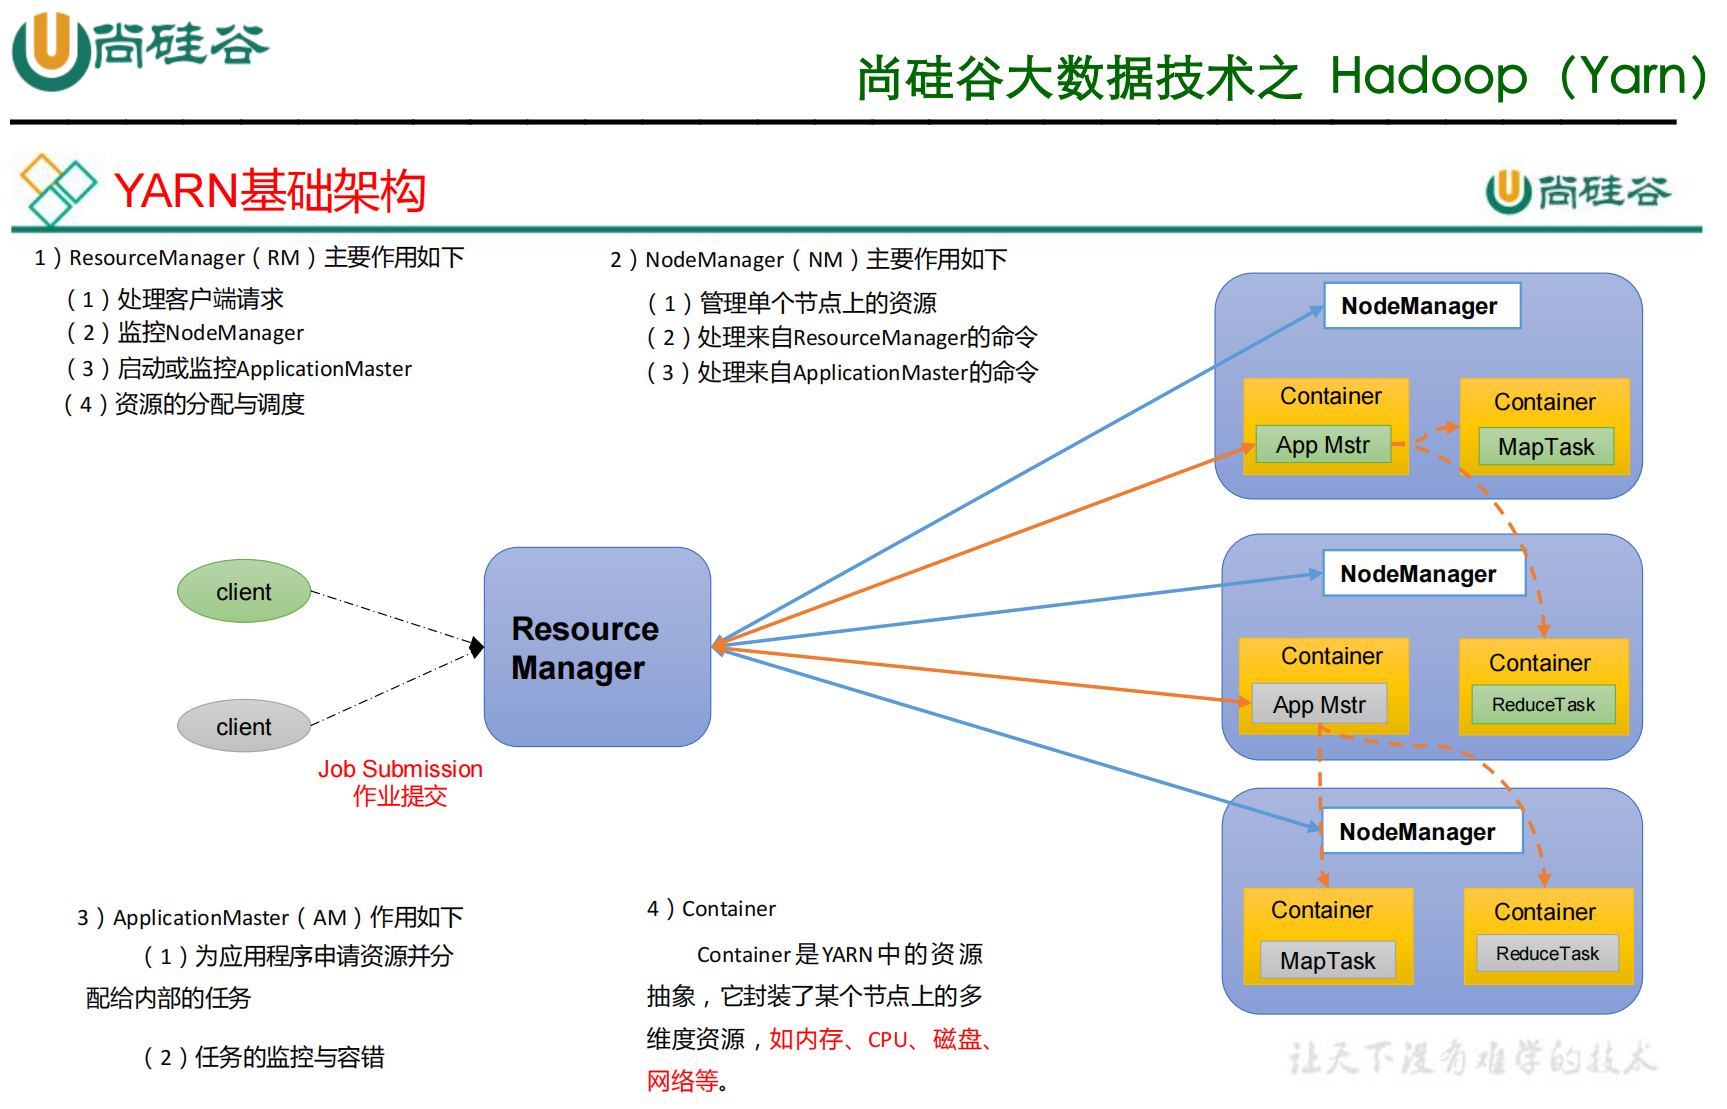 尚硅谷
尚硅谷大数据技术之 Hadoop（Yarn）
YARN基础架构
尚硅谷
1）ResourceManager（RM）主要作用如下
（1）处理客户端请求
（2）监控NodeManager
（3）启动或监控ApplicationMaster
（4）资源的分配与调度
2）NodeManager（NM）主要作用如下
（1）管理单个节点上的资源
（2）处理来自ResourceManager的命令
（3）处理来自ApplicationMaster的命令
NodeManager
Container
App Mstr
Container
MapTask
client
client
Job Submission
作业提交
Resource
Manager
NodeManager
Container
App Mstr
Container
ReduceTask
NodeManager
Container
MapTask
Container
ReduceTask
3）ApplicationMaster（AM）作用如下
（1）为应用程序申请资源并分
配给内部的任务
（2）任务的监控与容错
4）Container
Container是YARN中的资源
抽象，它封装了某个节点上的多
维度资源，如内存、CPU、磁盘、
网络等。
让天下没有难学的技术